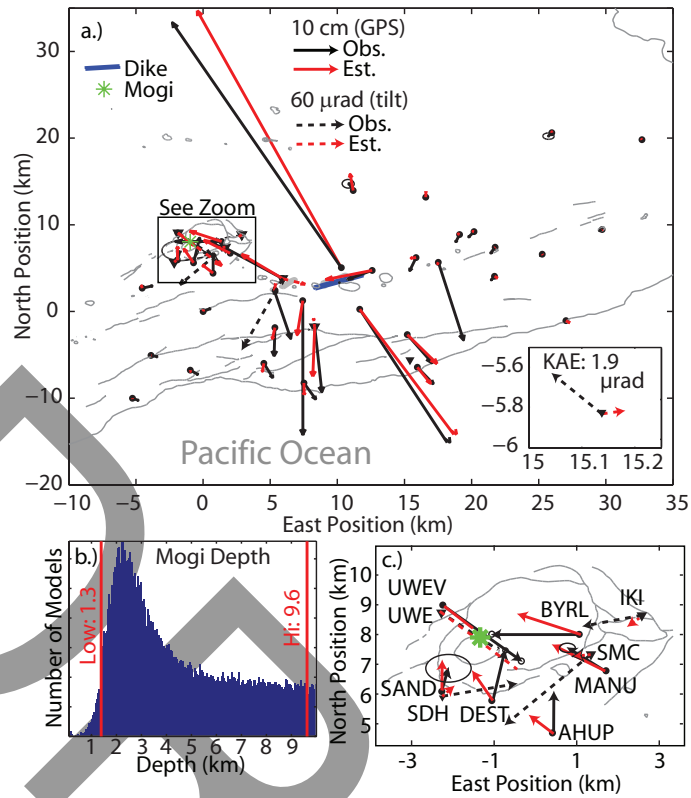 a.)
10 cm (GPS)
Obs.
Est.
Dike
Mogi
60 μrad (tilt)
Obs.
Est.
See Zoom
KAE: 1.9
μrad
−5.6
−5.8
−6
15 15.1 15.2
Pacific Ocean
North Position (km)
35
30
20
10
0
−10
−20
−10 −5 0 5 10 15 20 25 30 35
East Position (km)
b.)
Mogi Depth
Number of Models
Low: 1.3
Hi: 9.6
1 2 3 4 5 6 7 8 9
Depth (km)
c.)
North Position (km)
10
9
8
7
6
5
UWEV
UWE
BYRL
IKI
SMC
MANU
SAND
SDH
DEST
AHUP
-3 -1 1 3
East Position (km)